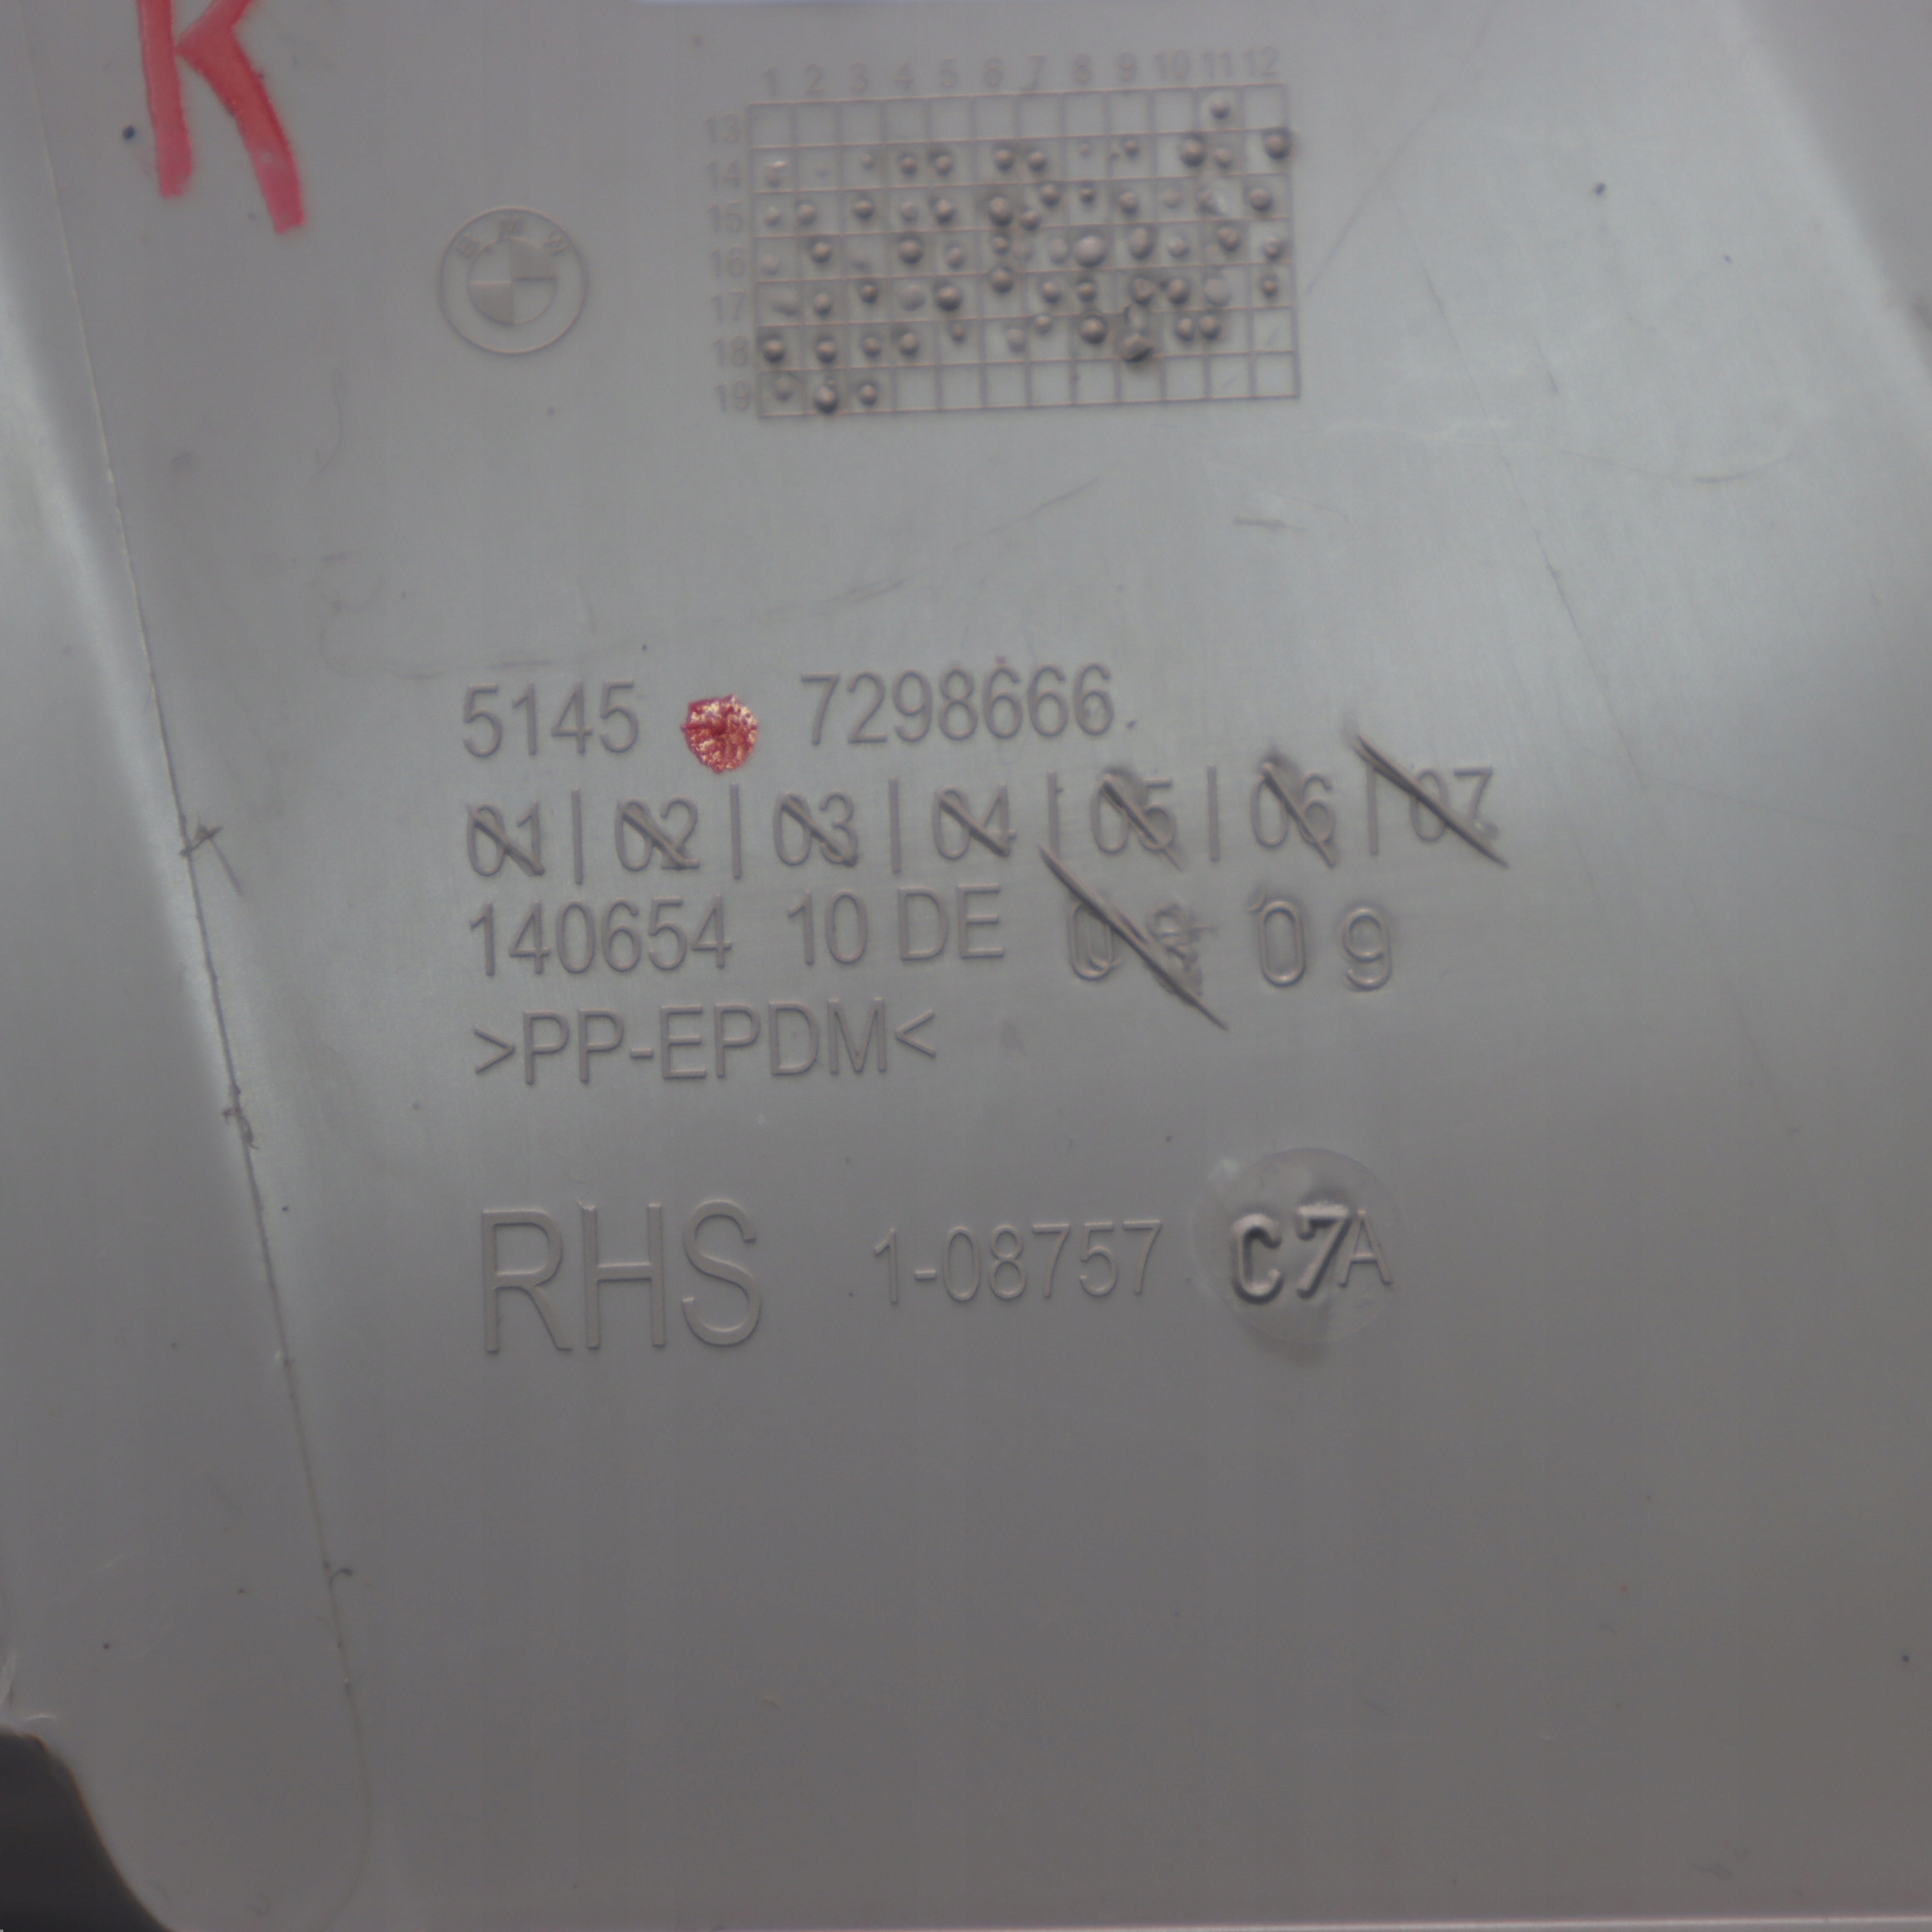 K
1 2 3 4 5 6 7 8 9 10 11 12
13
14
15
16
17
18
19
BMW
5145 7298666.
01 | 02 | 03 | 04 | 05 | 06 | 07
140654 10 DE 08 09
>PP-EPDM<
RHS 1-08757 C7A